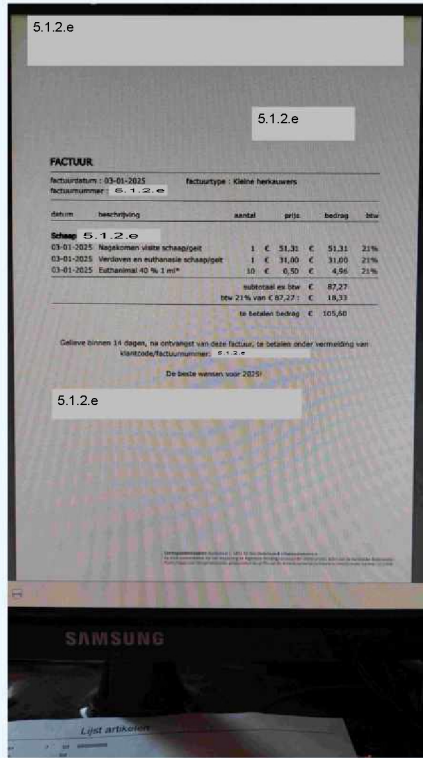 5.1.2.e
5.1.2.e
FACTUUR
factuurdatum : 03-01-2025 factuurtype : Kleine herkauwers
factuurnummer : 5.1.2.e
datum beschrijving aantal prijs bedrag btw
Schaap 5.1.2.e
03-01-2025 Nagekomen visite schaap/geit 1 € 51,31 € 51,31 21%
03-01-2025 Verdoven en euthanasie schaap/geit 1 € 31,00 € 31,00 21%
03-01-2025 Euthanimal 40 % 1 ml* 10 € 0,50 € 4,96 21%
subtotaal ex btw € 87,27
btw 21% van € 87,27 : € 18,33
te betalen bedrag € 105,60
Gelieve binnen 14 dagen, na ontvangst van deze factuur, te betalen onder vermelding van
klantcode/factuurnummer: 5.1.2.e
De beste wensen voor 2025!
5.1.2.e
SAMSUNG
Lijst artikelen